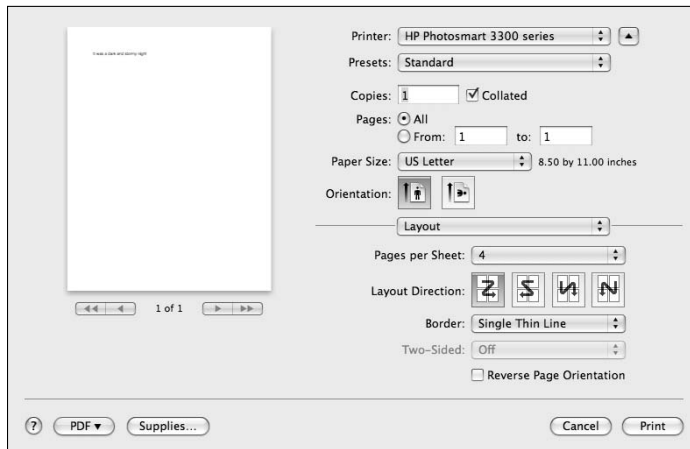 It was a dark and stormy night
1 of 1
Printer: HP Photosmart 3300 series
Presets: Standard
Copies: 1 Collated
Pages: All
From: 1 to: 1
Paper Size: US Letter 8.50 by 11.00 inches
Orientation:
Layout
Pages per Sheet: 4
Layout Direction:
Border: Single Thin Line
Two-Sided: Off
Reverse Page Orientation
? PDF Supplies... Cancel Print